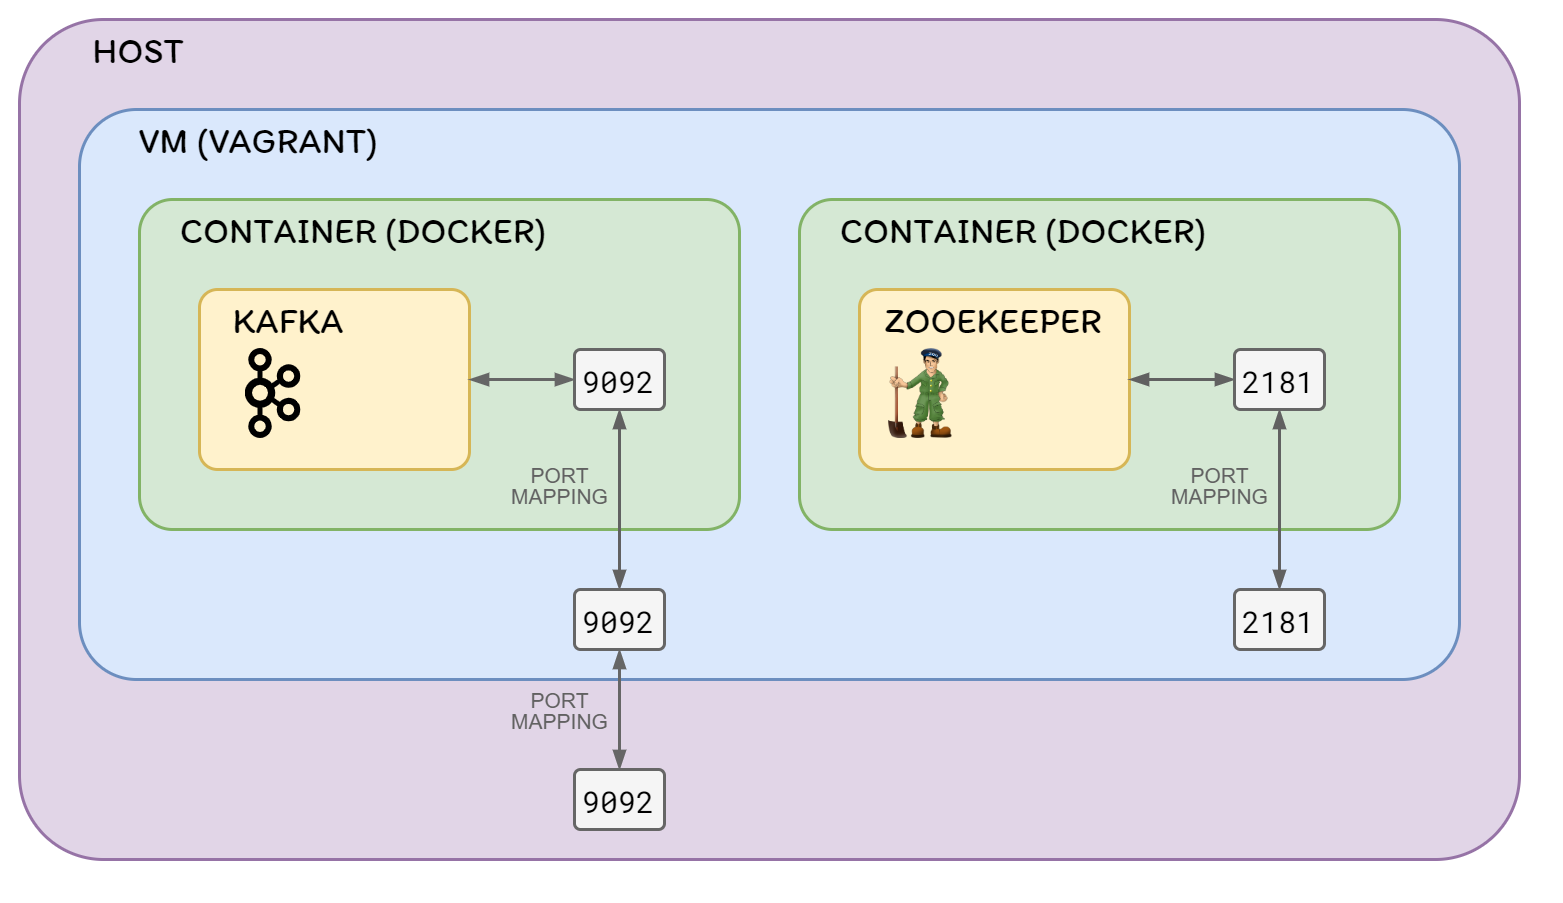 HOST
VM (VAGRANT)
CONTAINER (DOCKER)
KAFKA
9092
PORT
MAPPING
CONTAINER (DOCKER)
ZOOEKEEPER
2181
PORT
MAPPING
9092
2181
PORT
MAPPING
9092